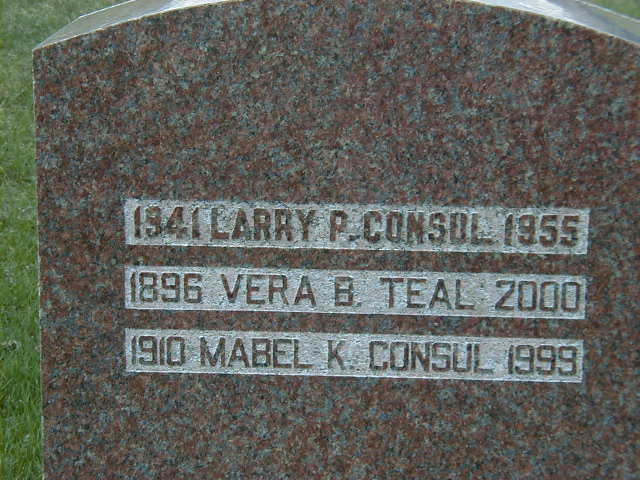 1941 LARRY P. CONSUL 1955
1896 VERA B. TEAL 2000
1910 MABEL K. CONSUL 1999